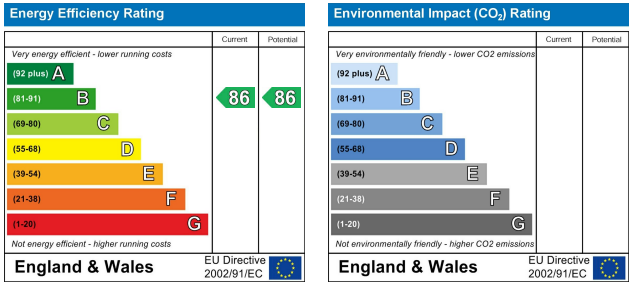 Energy Efficiency Rating
Current Potential
Very energy efficient - lower running costs
(92 plus) A
(81-91) B 86 86
(69-80) C
(55-68) D
(39-54) E
(21-38) F
(1-20) G
Not energy efficient - higher running costs
England & Wales
EU Directive
2002/91/EC
Environmental Impact (CO₂) Rating
Current Potential
Very environmentally friendly - lower CO2 emissions
(92 plus) A
(81-91) B
(69-80) C
(55-68) D
(39-54) E
(21-38) F
(1-20) G
Not environmentally friendly - higher CO2 emissions
England & Wales
EU Directive
2002/91/EC